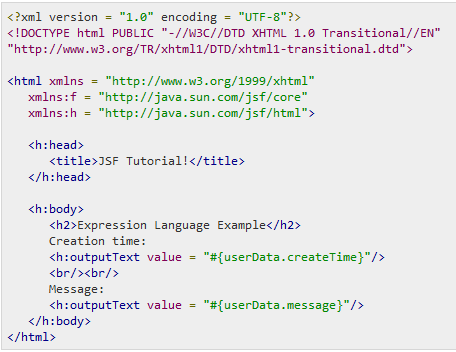 <?xml version = "1.0" encoding = "UTF-8"?>
<!DOCTYPE html PUBLIC "-//W3C//DTD XHTML 1.0 Transitional//EN"
"http://www.w3.org/TR/xhtml1/DTD/xhtml1-transitional.dtd">
<html xmlns = "http://www.w3.org/1999/xhtml"
xmlns:f = "http://java.sun.com/jsf/core"
xmlns:h = "http://java.sun.com/jsf/html">
<h:head>
<title>JSF Tutorial!</title>
</h:head>
<h:body>
<h2>Expression Language Example</h2>
Creation time:
<h:outputText value = "#{userData.createTime}"/>
<br/><br/>
Message:
<h:outputText value = "#{userData.message}"/>
</h:body>
</html>